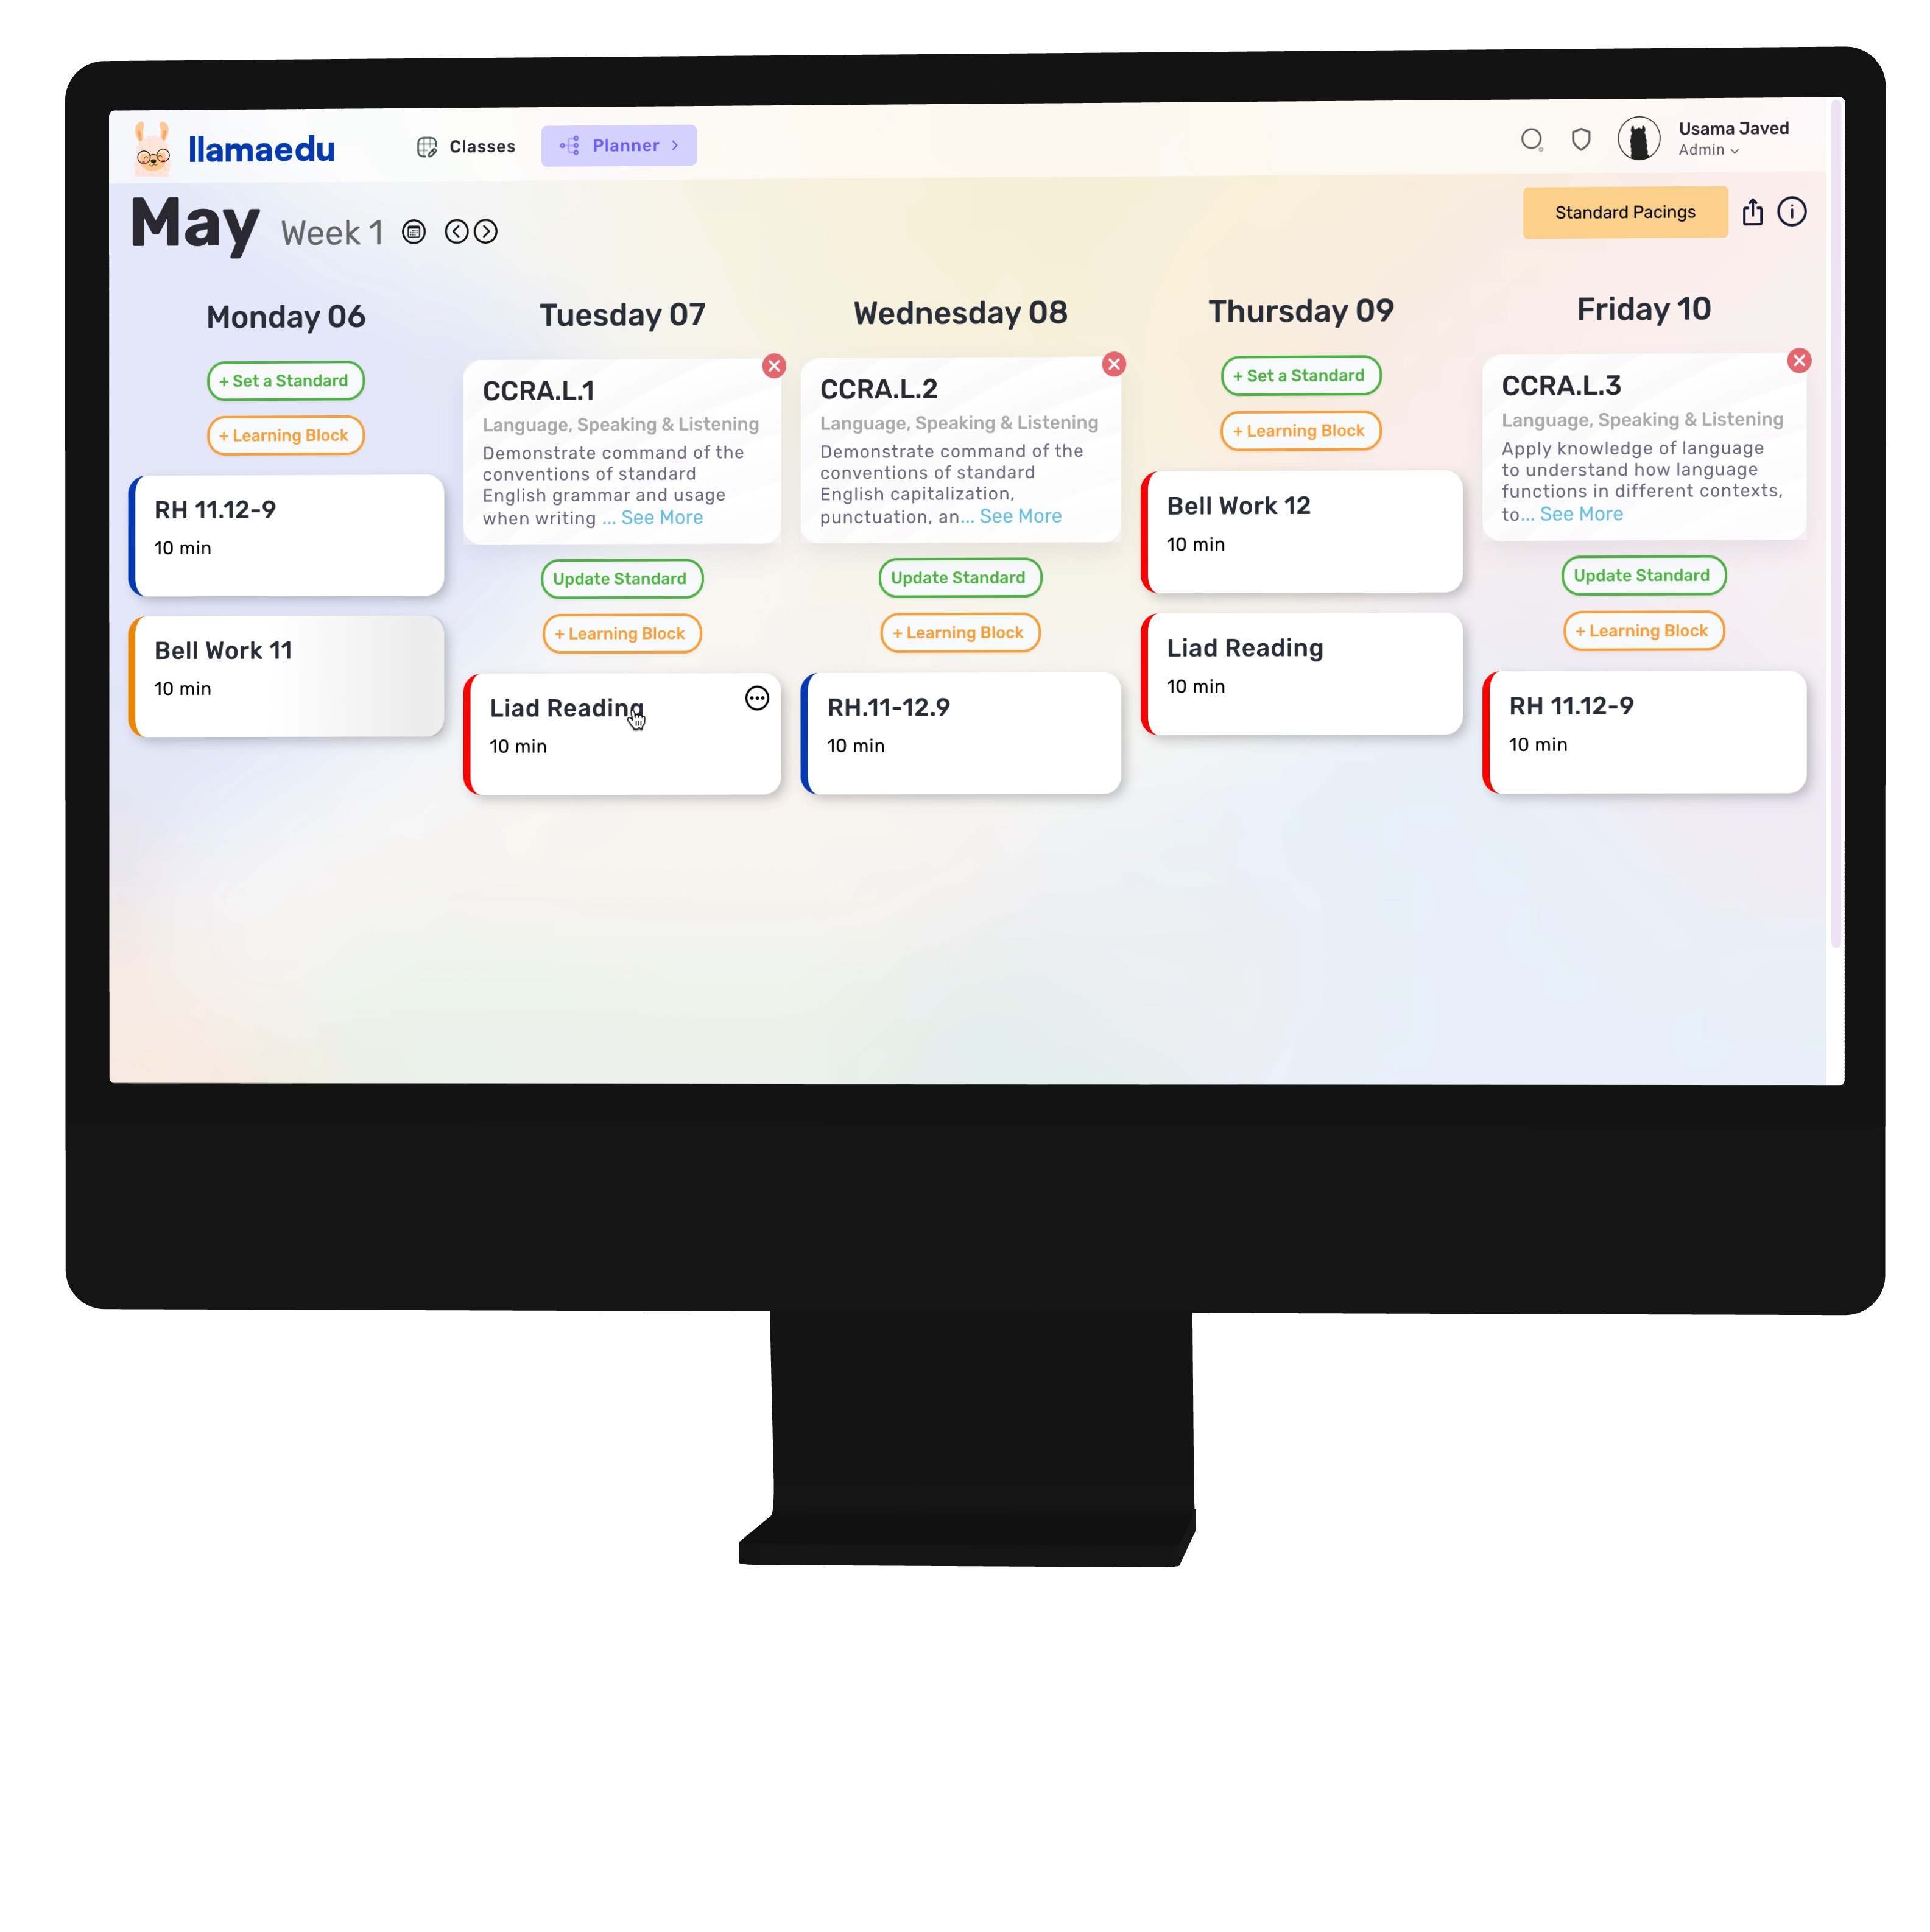 llamaedu
Classes
Planner
Usama Javed
Admin
May Week 1
Standard Pacings
Monday 06
+ Set a Standard
+ Learning Block
RH 11.12-9
10 min
Bell Work 11
10 min
Tuesday 07
CCRA.L.1
Language, Speaking & Listening
Demonstrate command of the
conventions of standard
English grammar and usage
when writing ... See More
Update Standard
+ Learning Block
Liad Reading
10 min
Wednesday 08
CCRA.L.2
Language, Speaking & Listening
Demonstrate command of the
conventions of standard
English capitalization,
punctuation, an... See More
Update Standard
+ Learning Block
RH.11-12.9
10 min
Thursday 09
+ Set a Standard
+ Learning Block
Bell Work 12
10 min
Liad Reading
10 min
Friday 10
CCRA.L.3
Language, Speaking & Listening
Apply knowledge of language
to understand how language
functions in different contexts,
to... See More
Update Standard
+ Learning Block
RH 11.12-9
10 min